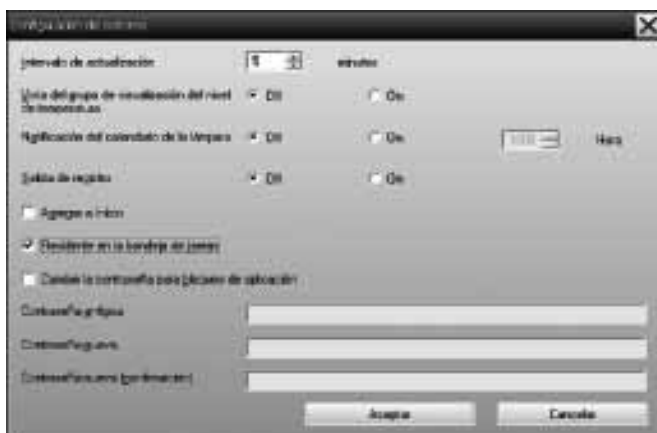 Configuración de entorno
Intervalo de actualización minutos
Vista del grupo de visualización del nivel de temperatura Off On
Notificación del calendario de la lámpara Off On Hora
Salida de registro Off On
Agregar a Inicio
Residente en la bandeja de tareas
Cambiar la contraseña para bloqueo de aplicación
Contraseña antigua
Contraseña nueva
Contraseña nueva (confirmación)
Aceptar Cancelar